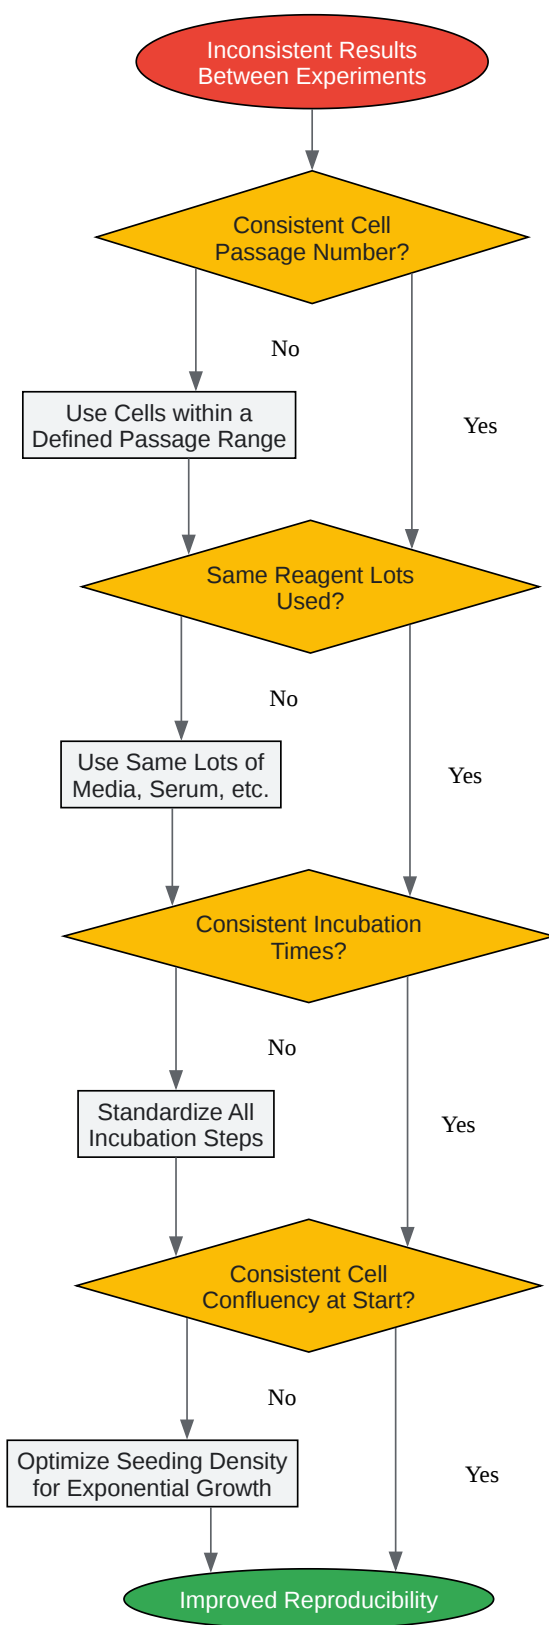 Inconsistent Results
Between Experiments
Consistent Cell
Passage Number?
No
Use Cells within a
Defined Passage Range
Yes
Same Reagent Lots
Used?
No
Use Same Lots of
Media, Serum, etc.
Yes
Consistent Incubation
Times?
No
Standardize All
Incubation Steps
Yes
Consistent Cell
Confluency at Start?
No
Optimize Seeding Density
for Exponential Growth
Yes
Improved Reproducibility